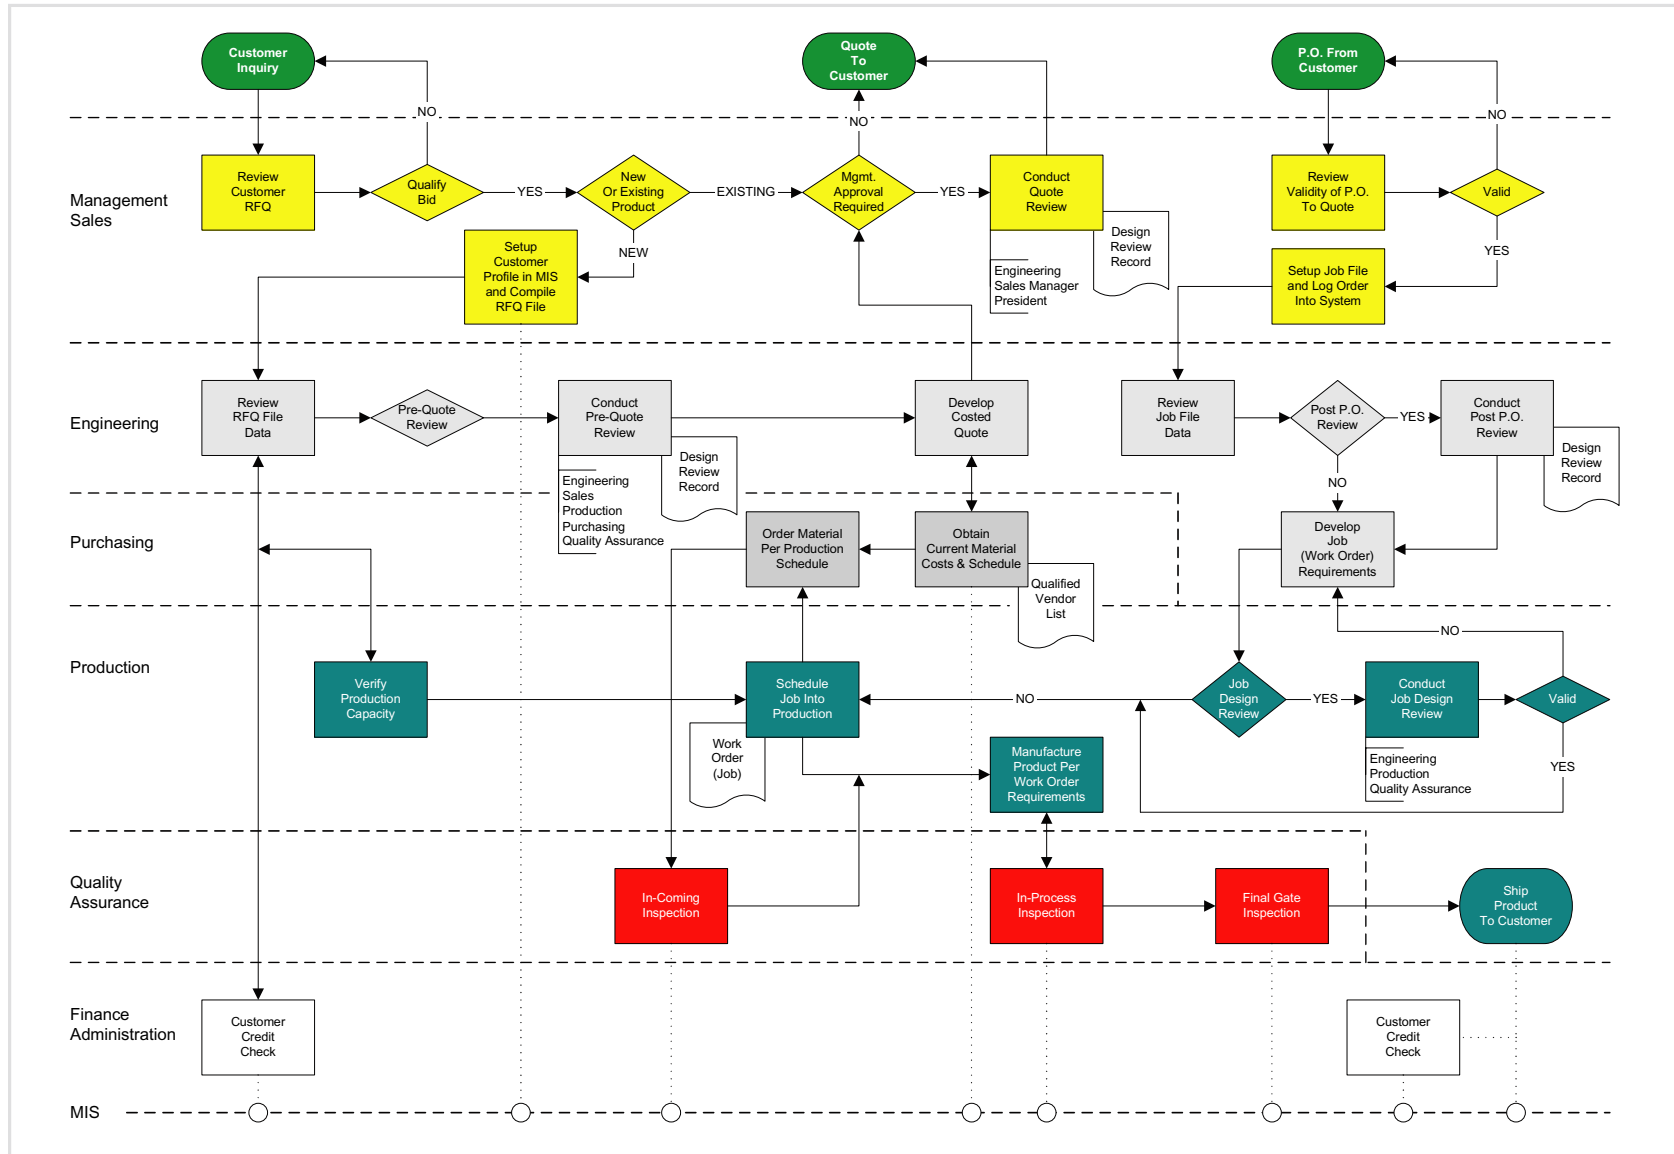 Customer
Inquiry
Quote
To
Customer
P.O. From
Customer
NO
NO
NO
Management
Sales
Review
Customer
RFQ
Qualify
Bid
YES
New
Or Existing
Product
EXISTING
Mgmt.
Approval
Required
YES
Conduct
Quote
Review
Design
Review
Record
Engineering
Sales Manager
President
Review
Validity of P.O.
To Quote
Valid
YES
NEW
Setup
Customer
Profile in MIS
and Compile
RFQ File
Setup Job File
and Log Order
Into System
Engineering
Review
RFQ File
Data
Pre-Quote
Review
Conduct
Pre-Quote
Review
Design
Review
Record
Engineering
Sales
Production
Purchasing
Quality Assurance
Develop
Costed
Quote
Review
Job File
Data
Post P.O.
Review
YES
Conduct
Post P.O.
Review
Design
Review
Record
NO
Purchasing
Order Material
Per Production
Schedule
Obtain
Current Material
Costs & Schedule
Qualified
Vendor
List
Develop
Job
(Work Order)
Requirements
Production
Verify
Production
Capacity
Schedule
Job Into
Production
Work
Order
(Job)
NO
Job
Design
Review
YES
Conduct
Job Design
Review
Engineering
Production
Quality Assurance
Valid
NO
YES
Manufacture
Product Per
Work Order
Requirements
Quality
Assurance
In-Coming
Inspection
In-Process
Inspection
Final Gate
Inspection
Ship
Product
To Customer
Finance
Administration
Customer
Credit
Check
Customer
Credit
Check
MIS